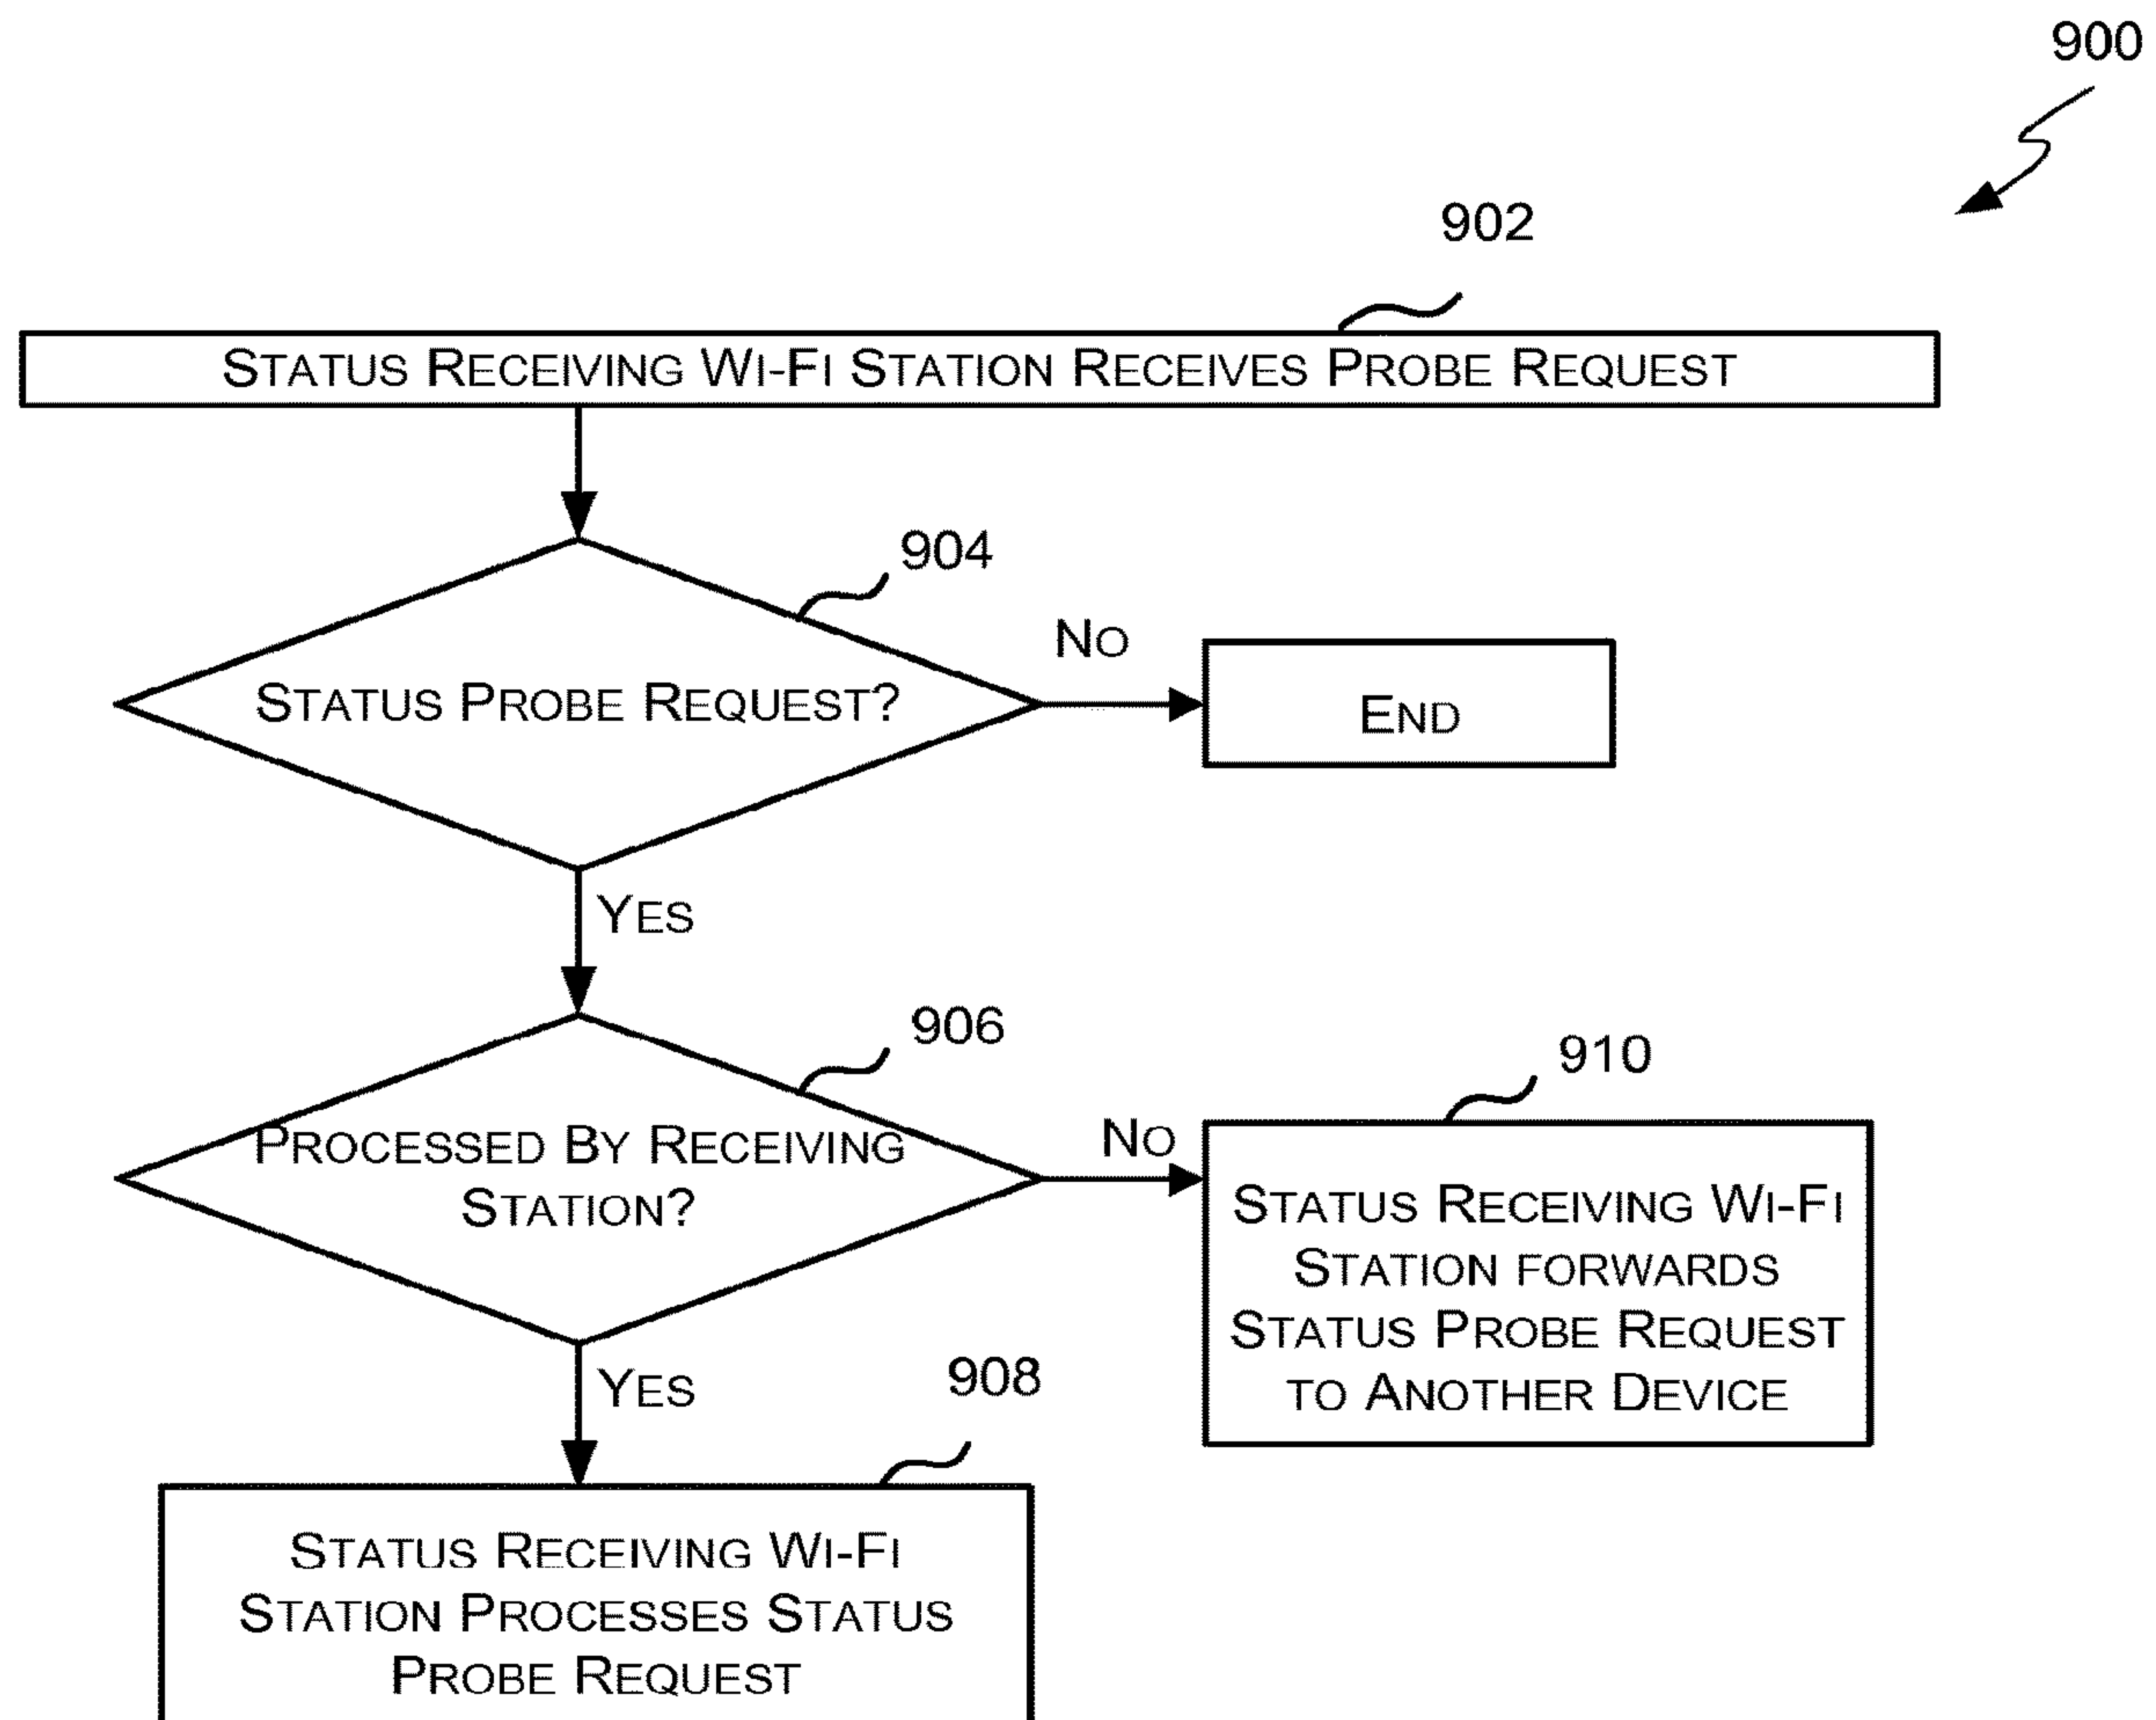 900
902
Status Receiving Wi-Fi Station Receives Probe Request
904
Status Probe Request?
No
End
Yes
906
Processed By Receiving
Station?
No
910
Status Receiving Wi-Fi
Station forwards
Status Probe Request
to Another Device
Yes
908
Status Receiving Wi-Fi
Station Processes Status
Probe Request